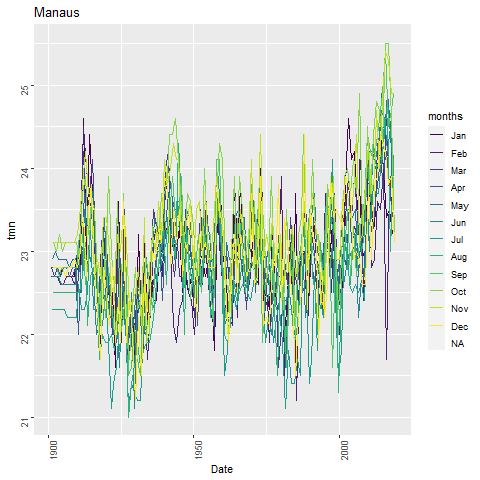 Manaus
tmn
25
24
23
22
21
1900
1950
2000
Date
months
Jan
Feb
Mar
Apr
May
Jun
Jul
Aug
Sep
Oct
Nov
Dec
NA